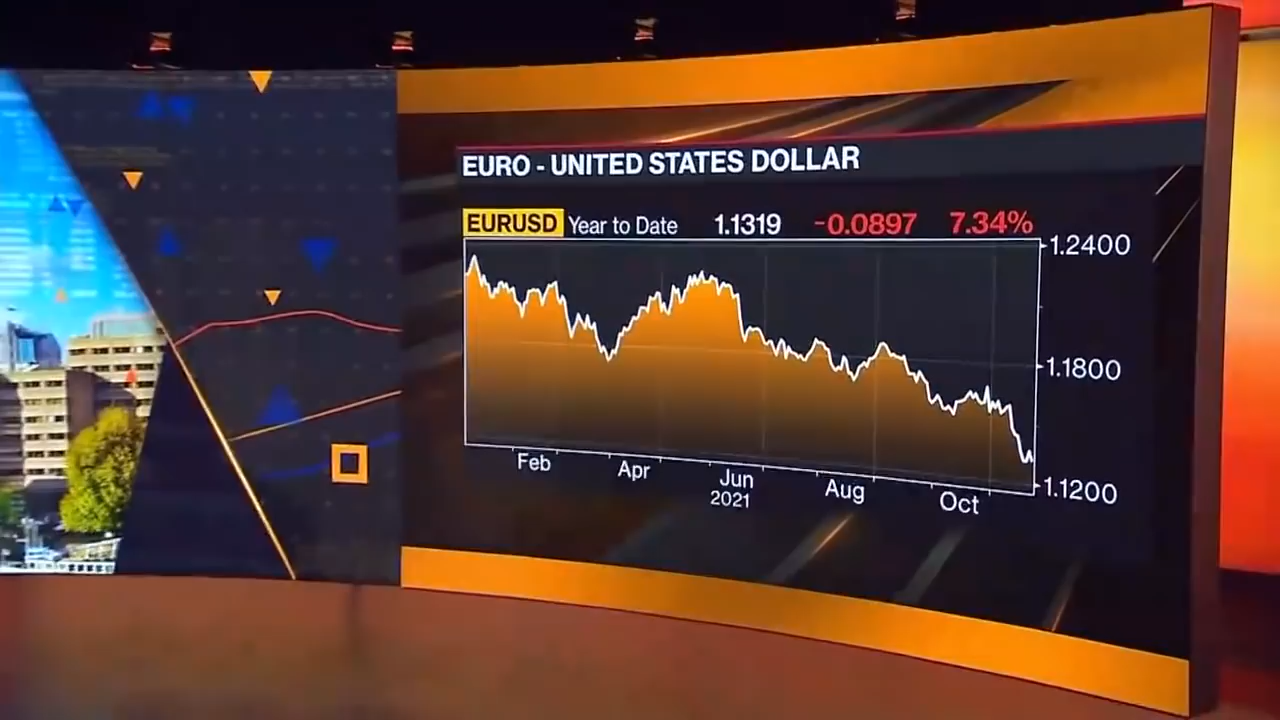 EURO - UNITED STATES DOLLAR
EURUSD Year to Date 1.1319 -0.0897 7.34%
1.2400
1.1800
1.1200
Feb Apr Jun Aug Oct
2021